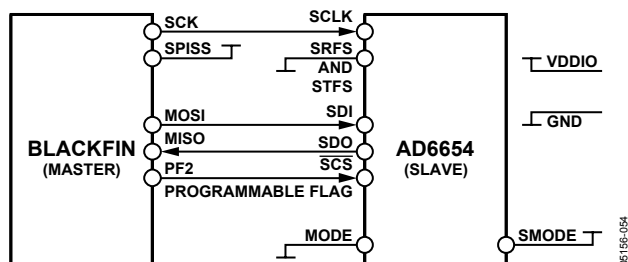 SCK
SCLK
SPISS
SRFS
AND
STFS
VDDIO
MOSI
SDI
GND
MISO
SDO
BLACKFIN
(MASTER)
AD6654
(SLAVE)
PF2
SCS
PROGRAMMABLE FLAG
MODE
SMODE
05156-054